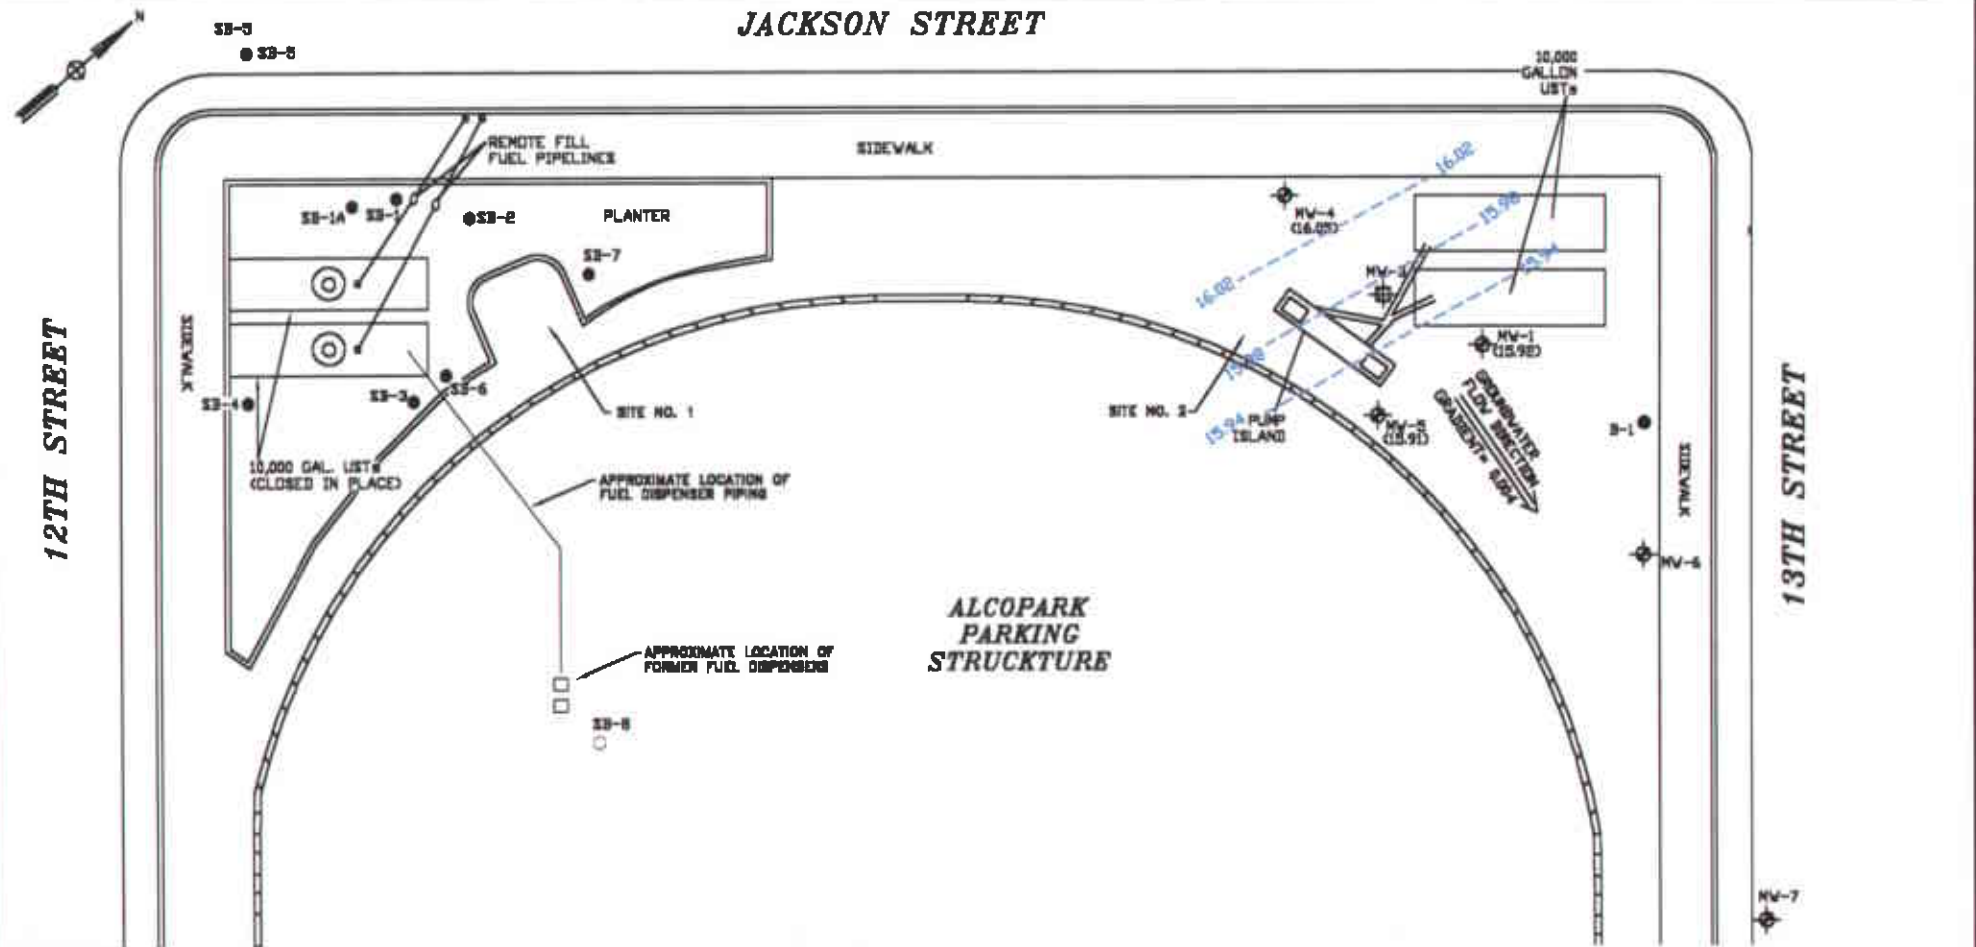 N
JACKSON STREET
SB-5
SB-5
10,000
GALLON
USTs
REMOTE FILL
FUEL PIPELINES
SIDEWALK
16.02
SB-1A
SB-1
SB-2
PLANTER
MW-4
(16.05)
15.98
SB-7
MW-3
15.94
16.02
12TH STREET
SIDEWALK
MW-1
(15.92)
15.98
SB-3
SB-6
SB-4
SITE NO. 1
SITE NO. 2
PUMP
ISLAND
15.94
MW-5
(15.91)
GROUNDWATER
FLOW DIRECTION
GRADIENT= 0.004
B-1
SIDEWALK
13TH STREET
10,000 GAL. USTs
(CLOSED IN PLACE)
APPROXIMATE LOCATION OF
FUEL DISPENSER PIPING
MW-6
ALCOPARK
PARKING
STRUCKTURE
APPROXIMATE LOCATION OF
FORMER FUEL DISPENSERS
SB-8
MW-7